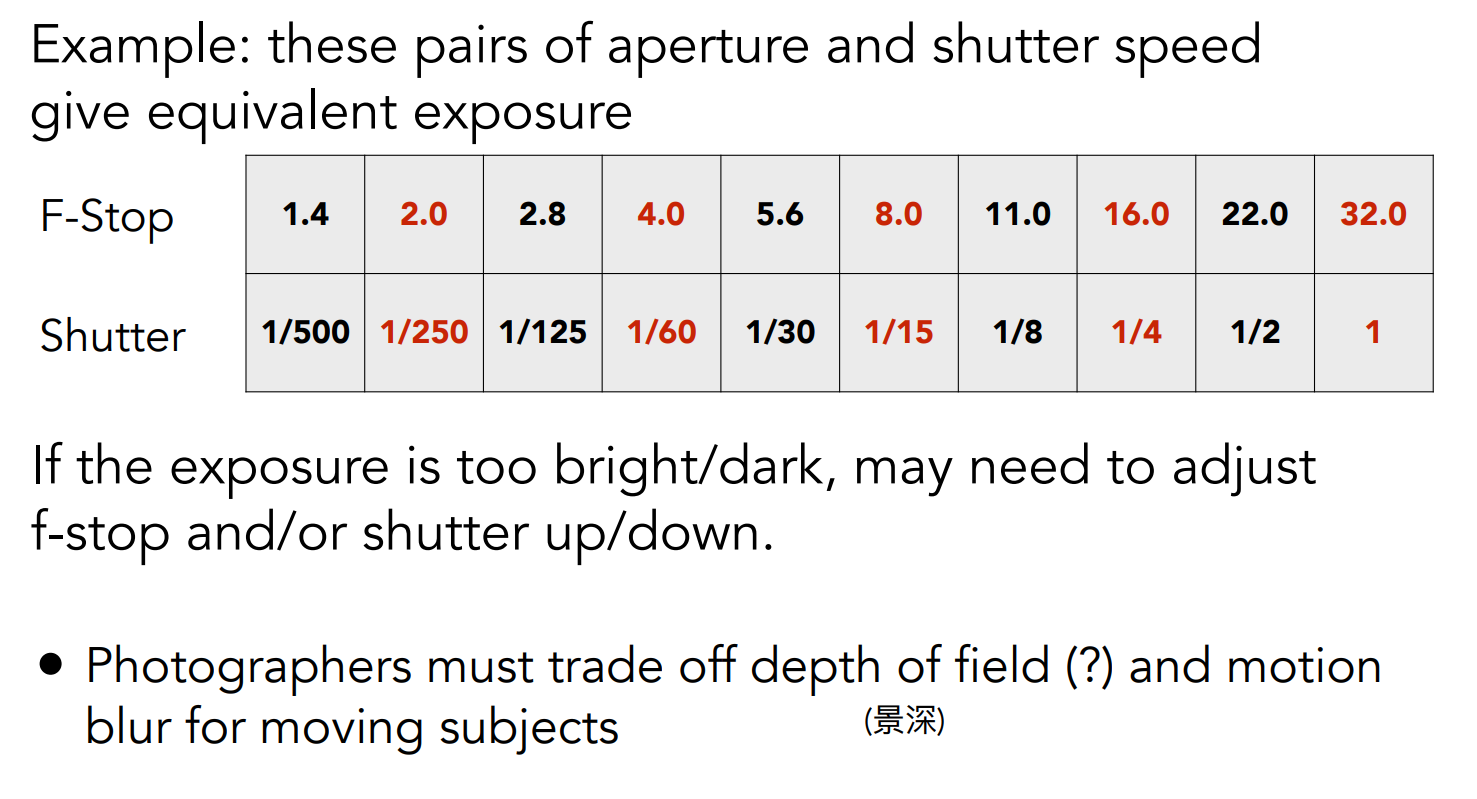 Example: these pairs of aperture and shutter speed
give equivalent exposure
F-Stop 1.4 2.0 2.8 4.0 5.6 8.0 11.0 16.0 22.0 32.0
Shutter 1/500 1/250 1/125 1/60 1/30 1/15 1/8 1/4 1/2 1
If the exposure is too bright/dark, may need to adjust
f-stop and/or shutter up/down.
• Photographers must trade off depth of field (?) and motion
blur for moving subjects
(景深)